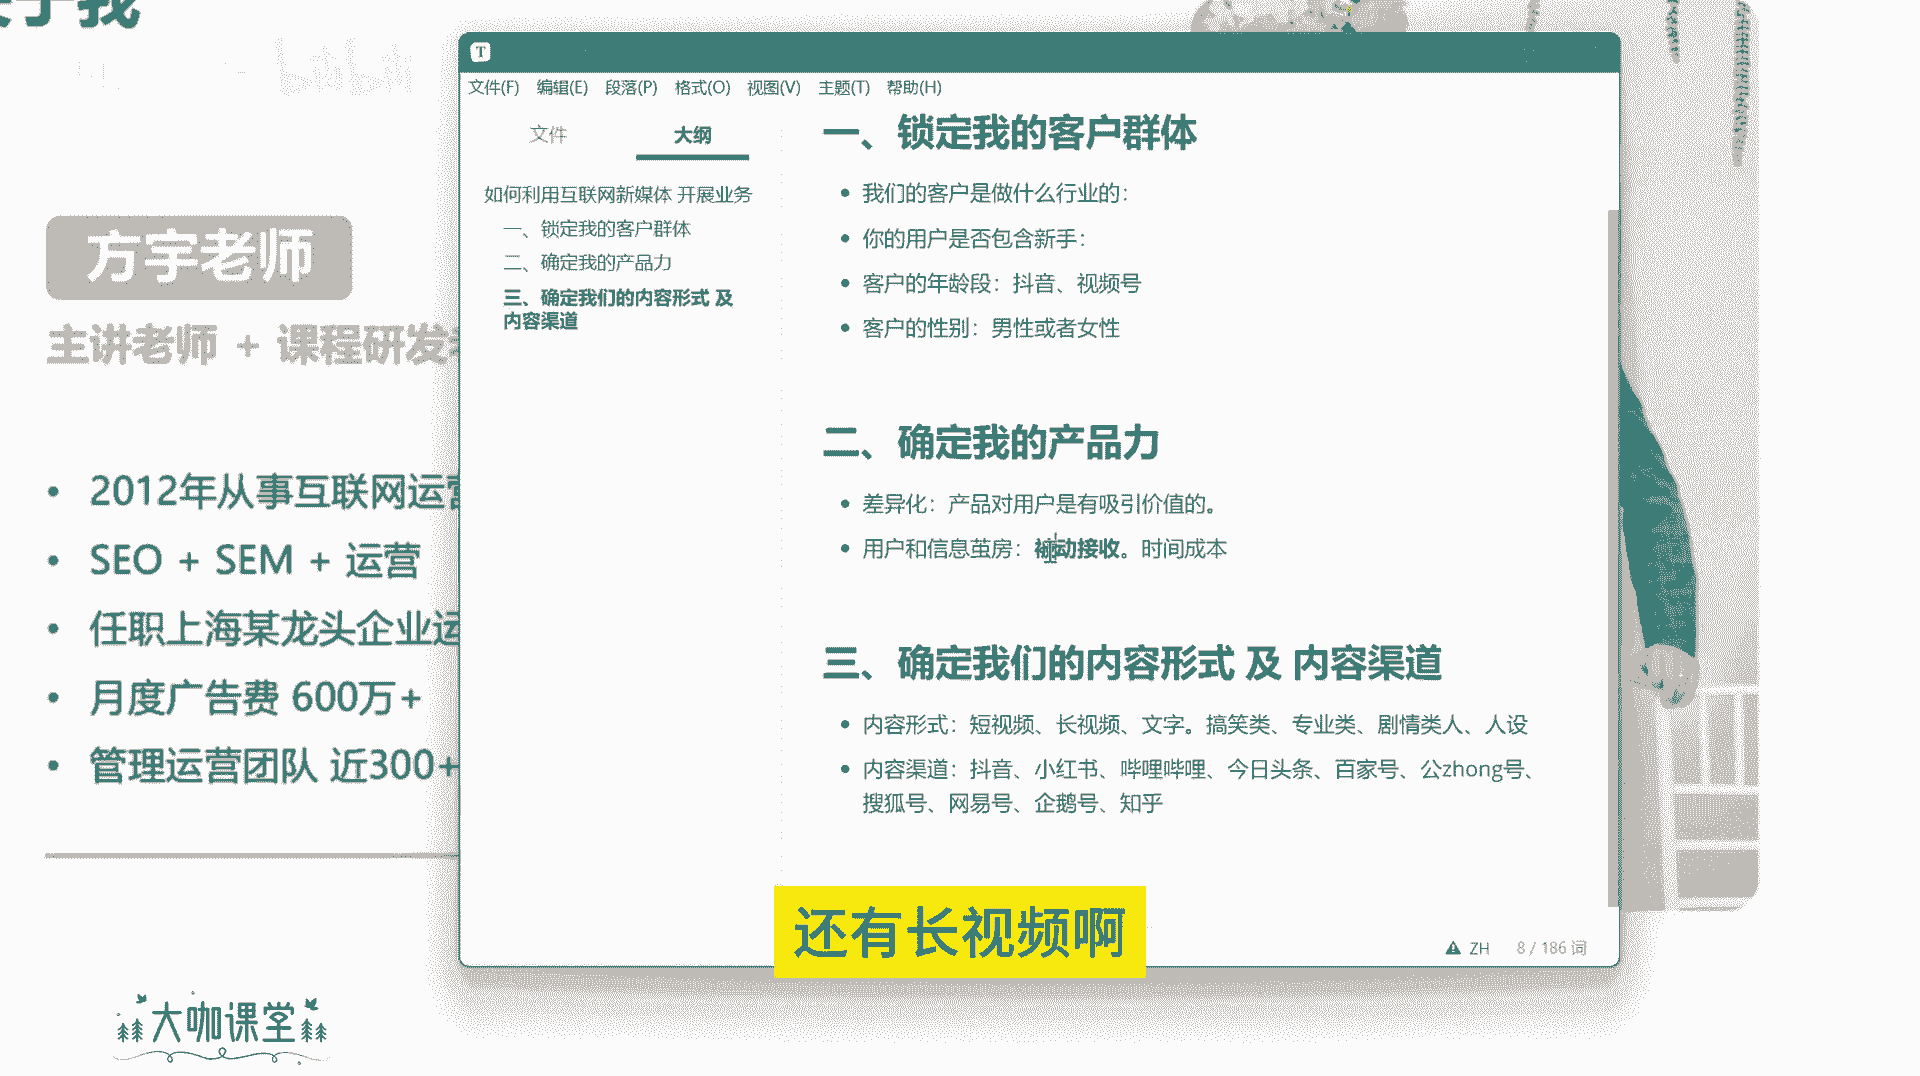 于我
bilibili
T
文件(F) 编辑(E) 段落(P) 格式(O) 视图(V) 主题(T) 帮助(H)
文件 大纲
如何利用互联网新媒体 开展业务
一、锁定我的客户群体
二、确定我的产品力
三、确定我们的内容形式 及
内容渠道
一、锁定我的客户群体
• 我们的客户是做什么行业的：
• 你的用户是否包含新手：
• 客户的年龄段：抖音、视频号
• 客户的性别：男性或者女性
二、确定我的产品力
• 差异化：产品对用户是有吸引价值的。
• 用户和信息茧房：被动接收。时间成本
三、确定我们的内容形式 及 内容渠道
• 内容形式：短视频、长视频、文字。搞笑类、专业类、剧情类人、人设
• 内容渠道：抖音、小红书、哔哩哔哩、今日头条、百家号、公zhong号、
搜狐号、网易号、企鹅号、知乎
ZH 8 / 186 词
方宇老师
主讲老师 + 课程研发
• 2012年从事互联网运营
• SEO + SEM + 运营
• 任职上海某龙头企业运
• 月度广告费 600万+
• 管理运营团队 近300+
还有长视频啊
大咖课堂